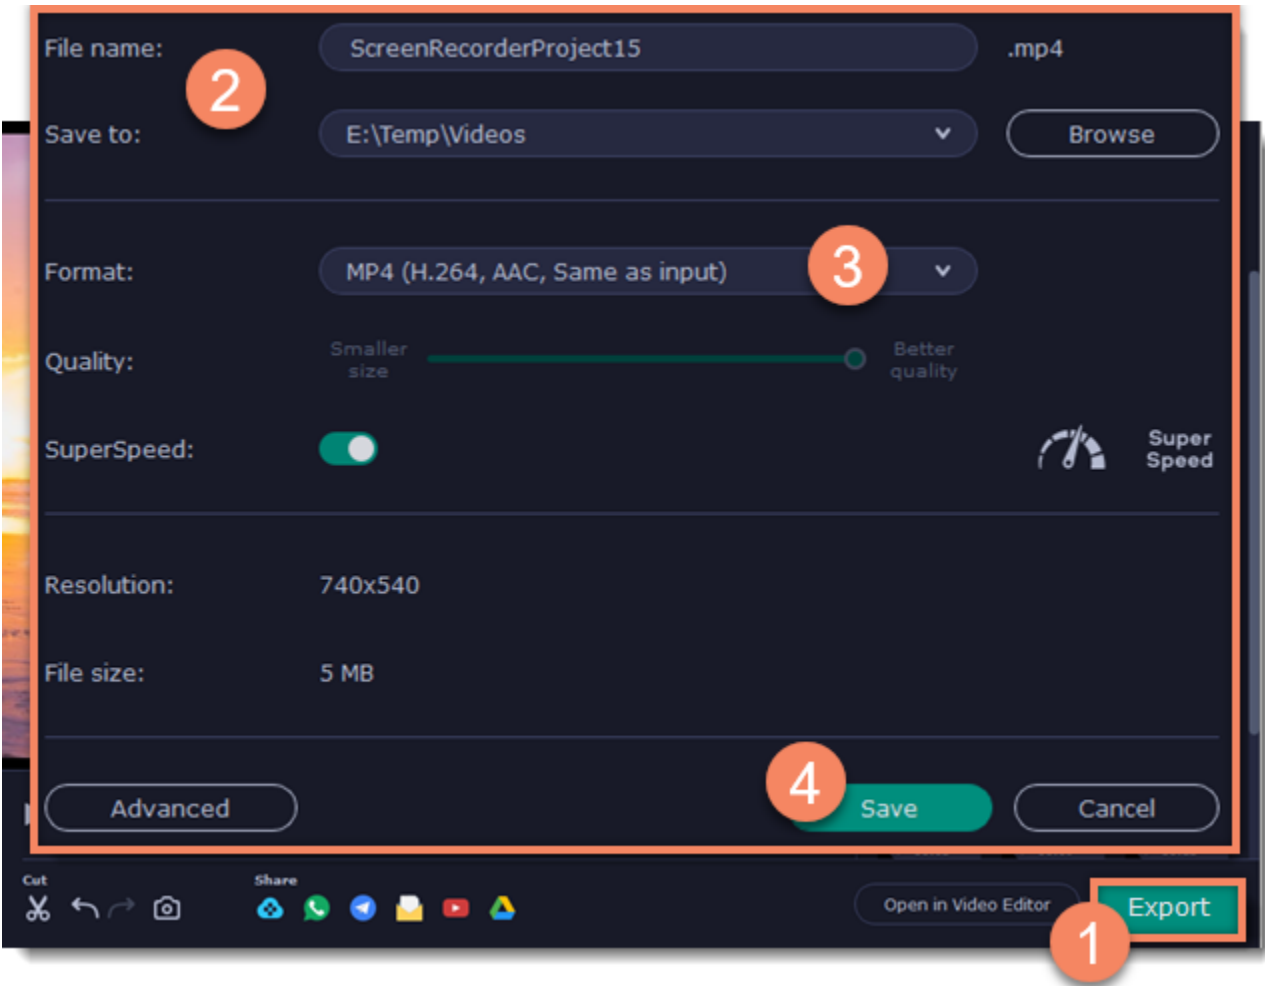 File name:
ScreenRecorderProject15
.mp4
2
Save to:
E:\Temp\Videos
Browse
Format:
MP4 (H.264, AAC, Same as input)
3
Quality:
Smaller
size
Better
quality
SuperSpeed:
Super
Speed
Resolution:
740x540
File size:
5 MB
Advanced
4
Save
Cancel
Cut
Share
Open in Video Editor
Export
1